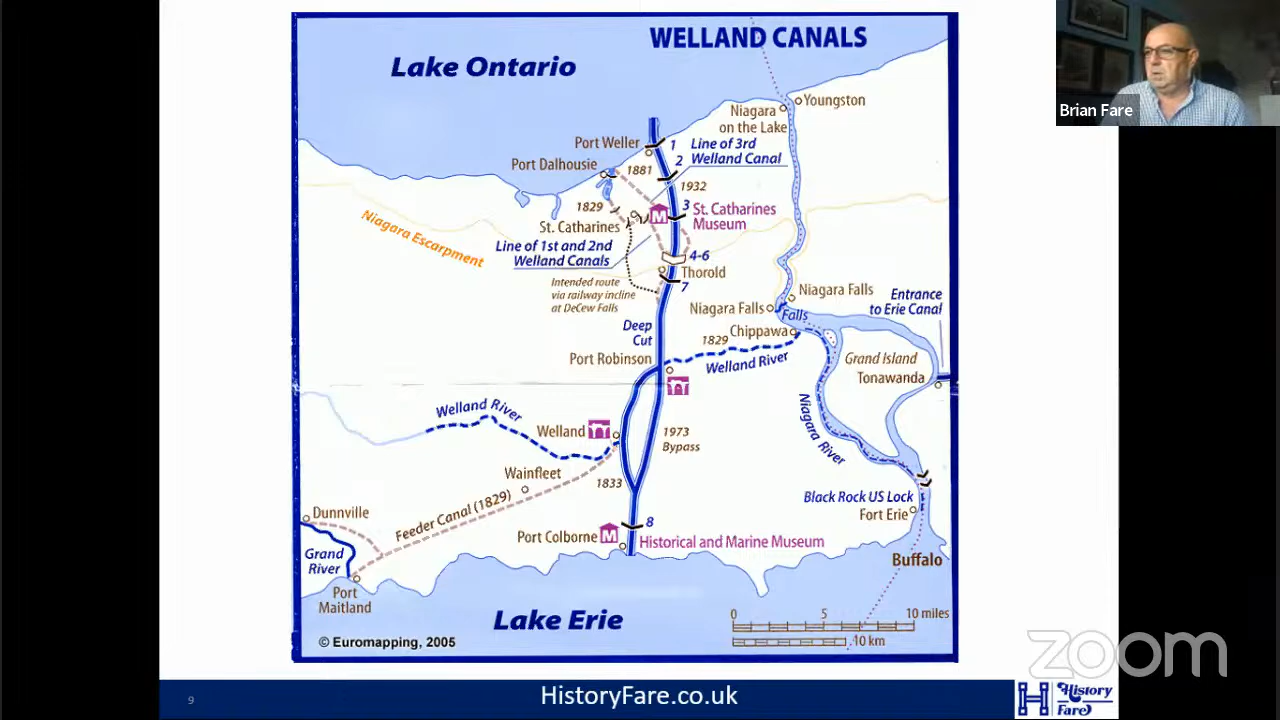 WELLAND CANALS
Lake Ontario
Brian Fare
Youngston
Niagara
on the Lake
Port Weller
1
Line of 3rd
Welland Canal
2
Port Dalhousie
1881
1932
1829
3
St. Catharines
Museum
M
St. Catharines
Niagara Escarpment
Line of 1st and 2nd
Welland Canals
4-6
Thorold
7
Intended route
via railway incline
at DeCew Falls
Niagara Falls
Niagara Falls
Falls
Entrance
to Erie Canal
Deep
Cut
Chippawa
1829
Port Robinson
Welland River
Grand Island
Tonawanda
Welland River
Niagara River
Welland
1973
Bypass
Wainfleet
1833
Feeder Canal (1829)
Black Rock US Lock
Fort Erie
Dunnville
Port Colborne
M
8
Historical and Marine Museum
Grand
River
Buffalo
Port
Maitland
Lake Erie
0 5 10 miles
10 km
© Euromapping, 2005
zoom
9
HistoryFare.co.uk
History
Fare